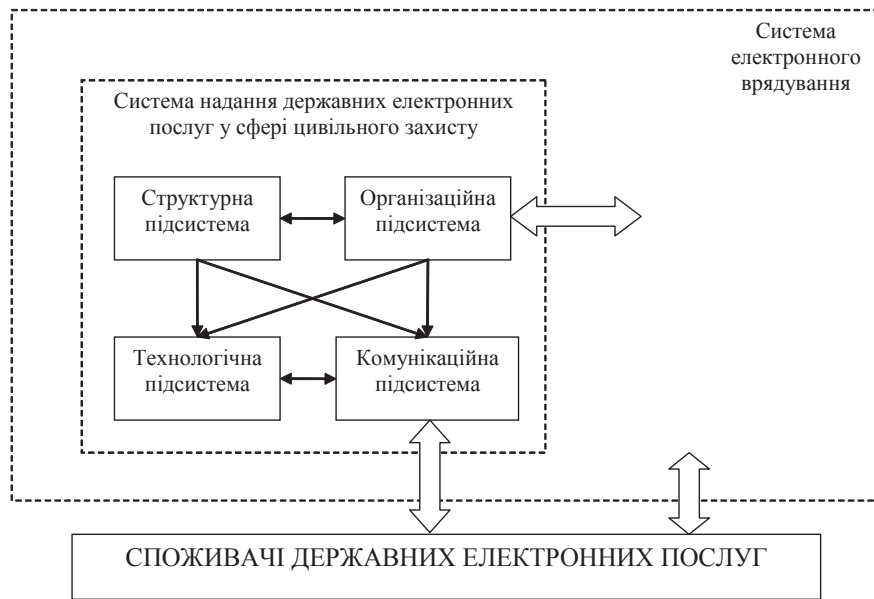 Система
електронного
врядування
Система надання державних електронних
послуг у сфері цивільного захисту
Структурна
підсистема
Організаційна
підсистема
Технологічна
підсистема
Комунікаційна
підсистема
СПОЖИВАЧІ ДЕРЖАВНИХ ЕЛЕКТРОННИХ ПОСЛУГ